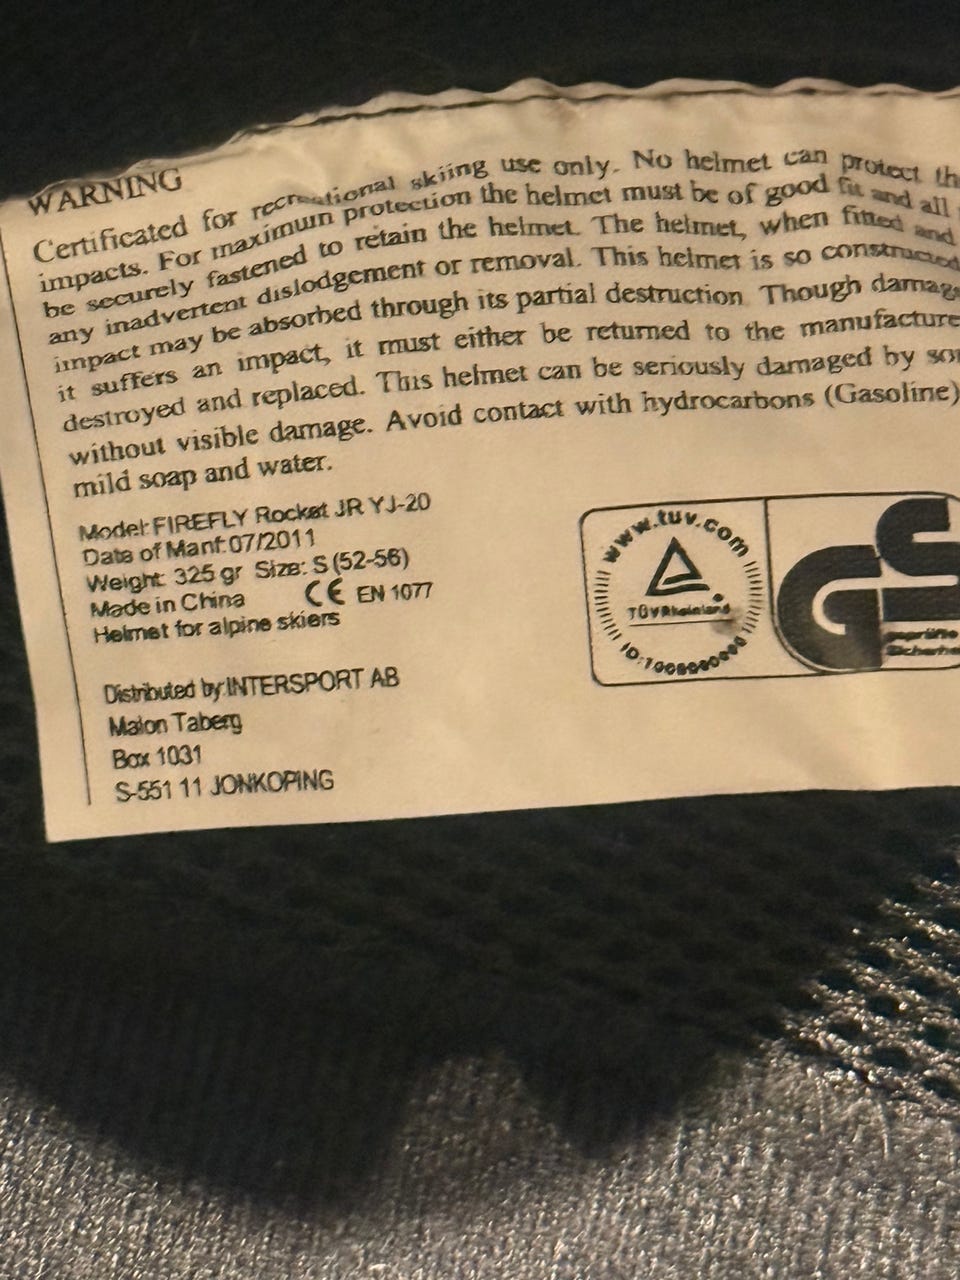 WARNING
Certificated for recreational skiing use only. No helmet can protect
impacts. For maximum protection the helmet must be of good fit and all
be securely fastened to retain the helmet. The helmet, when fitted and
any inadvertent dislodgement or removal. This helmet is so constructed
impact may be absorbed through its partial destruction Though
it suffers an impact, it must either be returned to the
destroyed and replaced. This helmet can be seriously damaged by
without visible damage. Avoid contact with hydrocarbons (Gasoline)
mild soap and water.
Model: FIREFLY Rocket JR YJ-20
Date of Manf: 07/2011
Weight: 325 gr Size: S (52-56)
Made in China CE EN 1077
Helmet for alpine skiers
Distributed by: INTERSPORT AB
Malon Taberg
Box 1031
S-551 11 JONKOPING
www.tuv.com
TÜVRheinland
GS
geprüfte